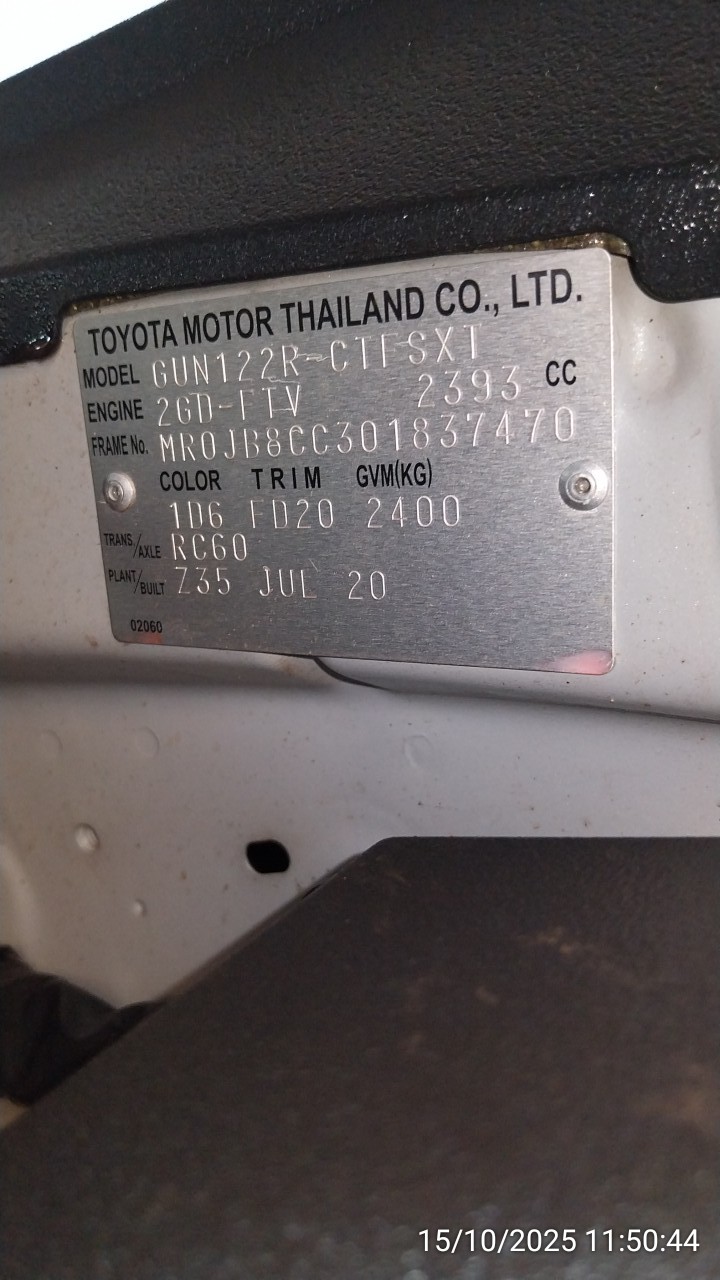 TOYOTA MOTOR THAILAND CO., LTD.
MODEL GUN122R-CTFSXT
ENGINE 2GD-FTV 2393 CC
FRAME No. MR0JB8CC301837470
COLOR TRIM GVM(KG)
1D6 FD20 2400
TRANS./AXLE RC60
PLANT/BUILT Z35 JUL 20
02060
15/10/2025 11:50:44